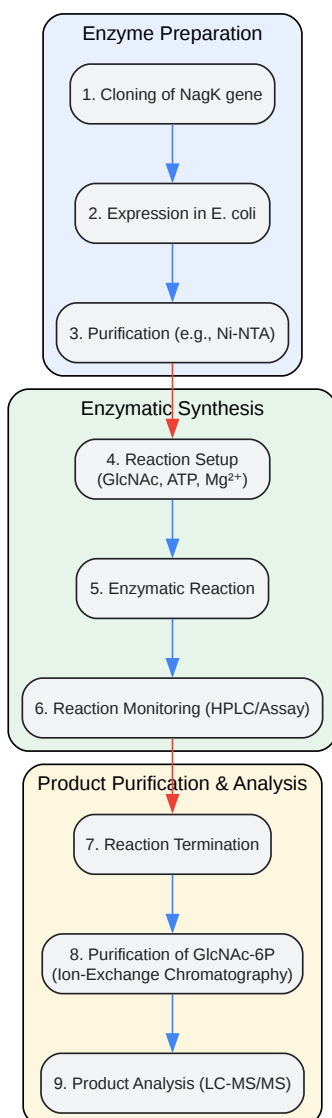 Enzyme Preparation
1. Cloning of NagK gene
2. Expression in E. coli
3. Purification (e.g., Ni-NTA)
Enzymatic Synthesis
4. Reaction Setup
(GlcNAc, ATP, Mg²⁺)
5. Enzymatic Reaction
6. Reaction Monitoring (HPLC/Assay)
Product Purification & Analysis
7. Reaction Termination
8. Purification of GlcNAc-6P
(Ion-Exchange Chromatography)
9. Product Analysis (LC-MS/MS)